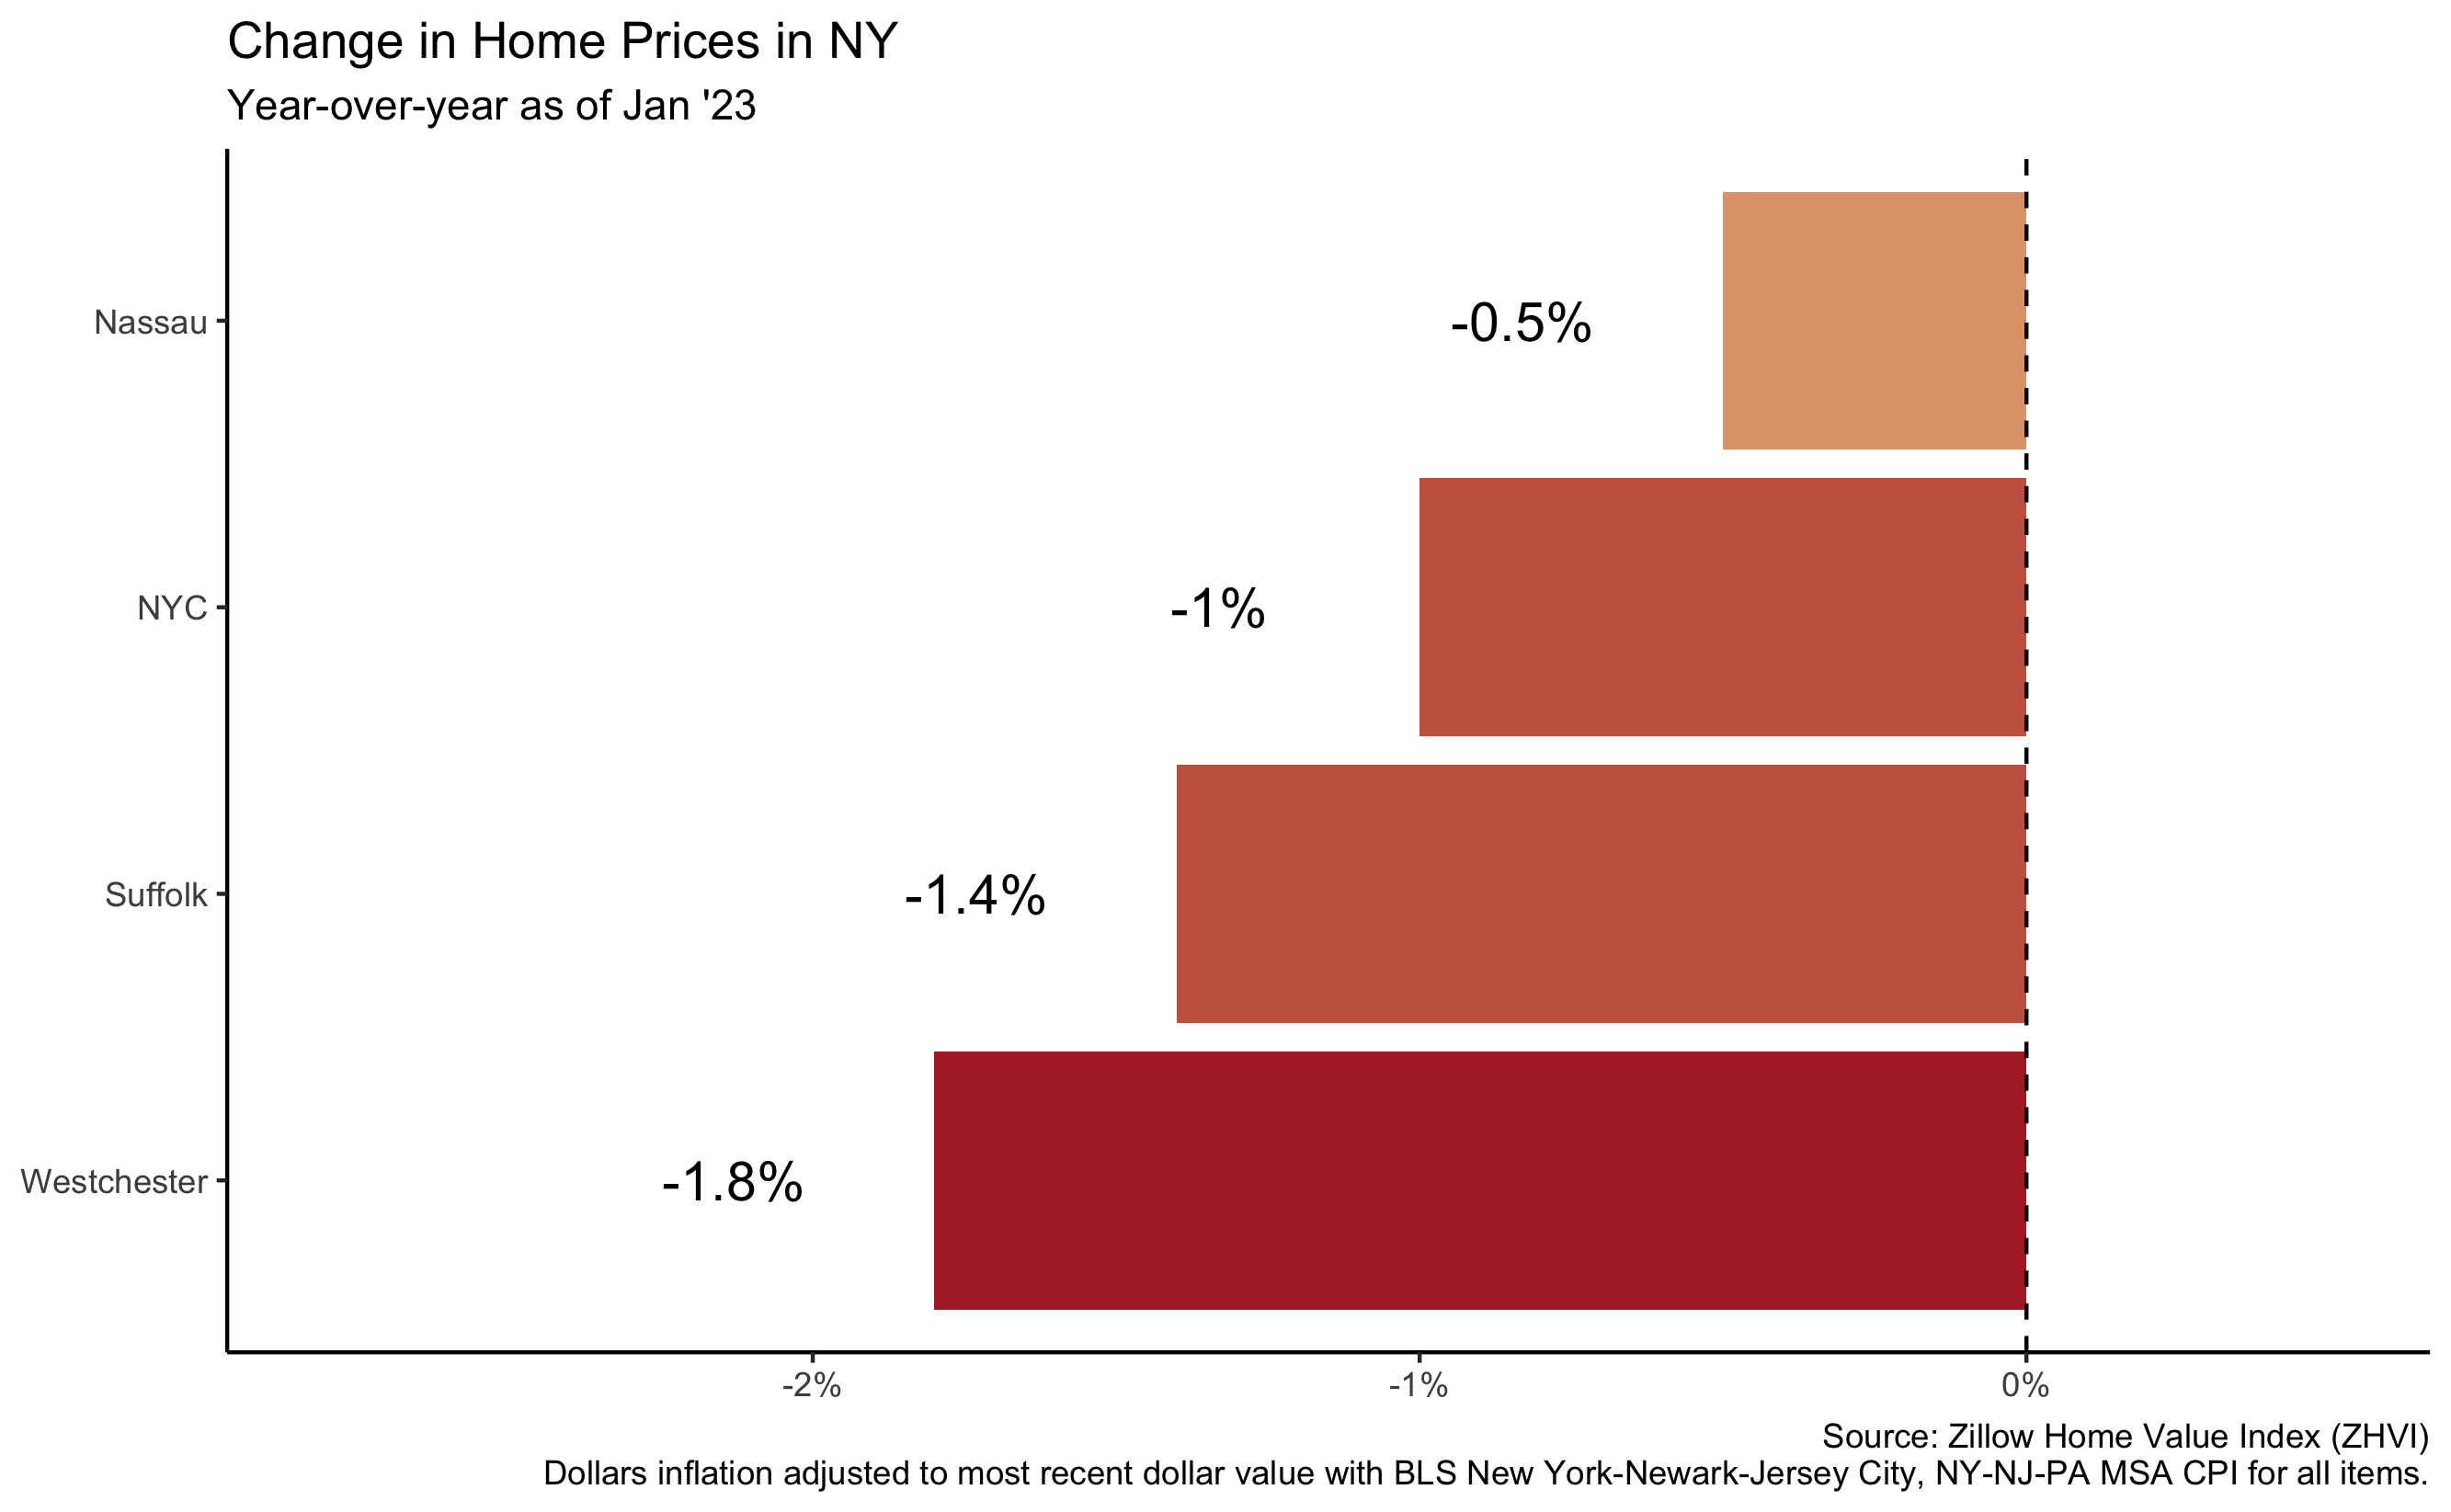 Change in Home Prices in NY
Year-over-year as of Jan '23
Nassau
-0.5%
NYC
-1%
Suffolk
-1.4%
Westchester
-1.8%
-2%
-1%
0%
Source: Zillow Home Value Index (ZHVI)
Dollars inflation adjusted to most recent dollar value with BLS New York-Newark-Jersey City, NY-NJ-PA MSA CPI for all items.